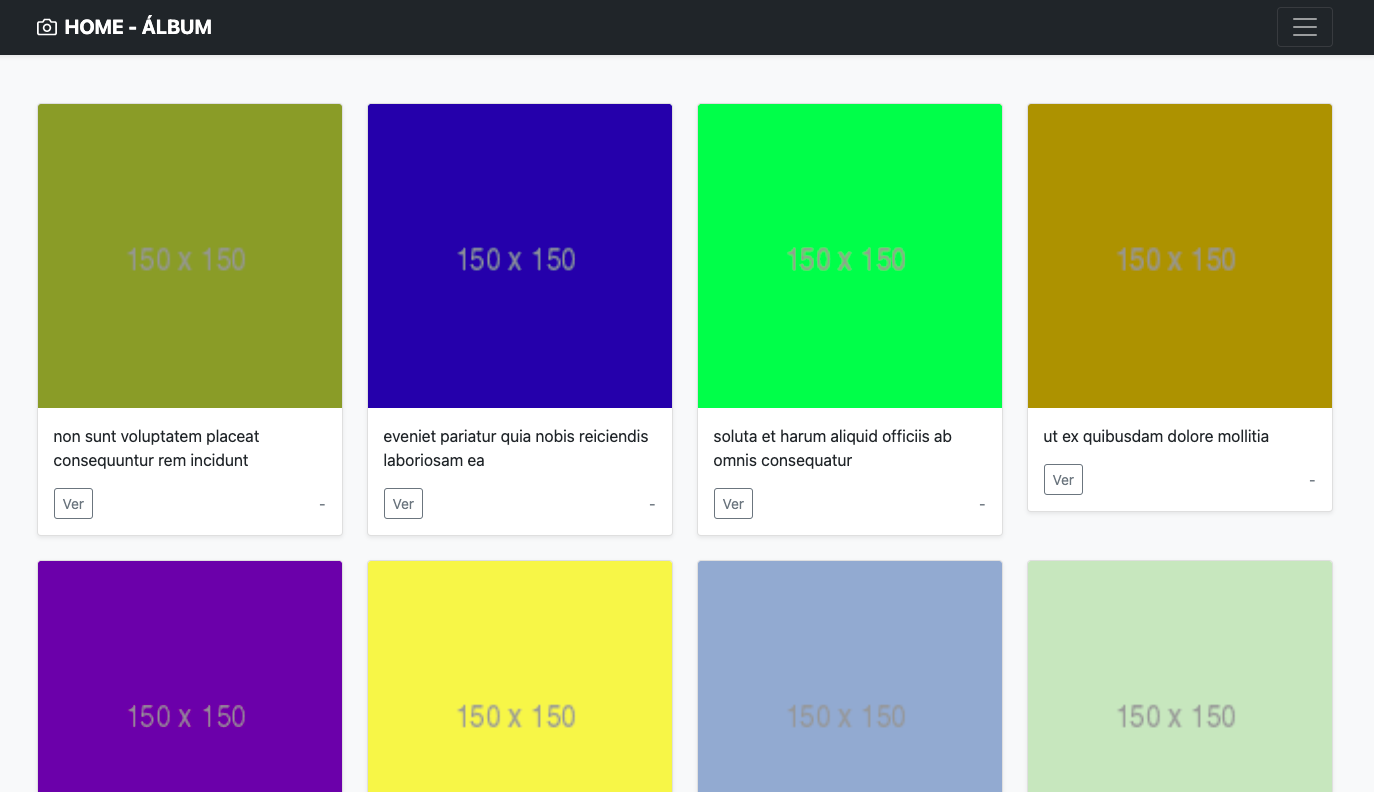 HOME - ÁLBUM
150 x 150
150 x 150
150 x 150
150 x 150
non sunt voluptatem placeat
consequuntur rem incidunt
Ver
-
eveniet pariatur quia nobis reiciendis
laboriosam ea
Ver
-
soluta et harum aliquid officiis ab
omnis consequatur
Ver
-
ut ex quibusdam dolore mollitia
Ver
-
150 x 150
150 x 150
150 x 150
150 x 150